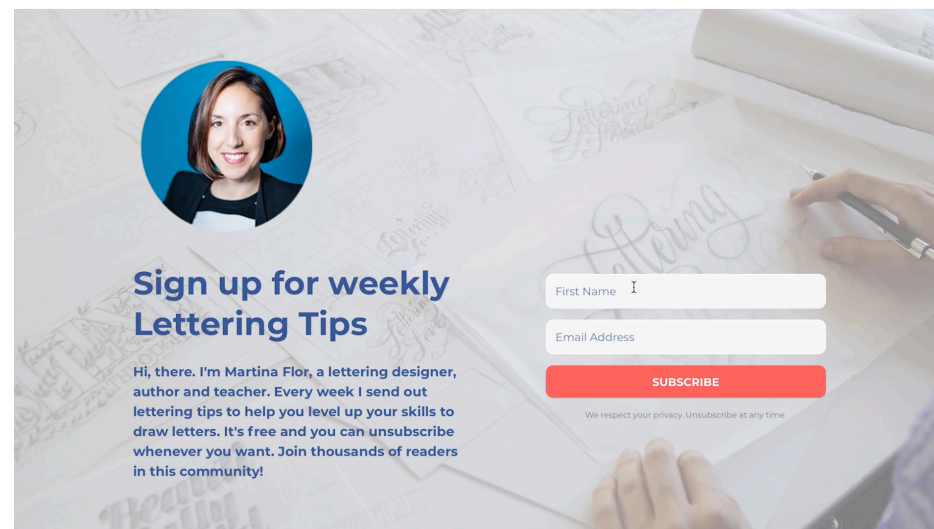 Sign up for weekly
Lettering Tips
Hi, there. I'm Martina Flor, a lettering designer,
author and teacher. Every week I send out
lettering tips to help you level up your skills to
draw letters. It's free and you can unsubscribe
whenever you want. Join thousands of readers
in this community!
First Name
Email Address
SUBSCRIBE
We respect your privacy. Unsubscribe at any time.
Lettering
Lettering